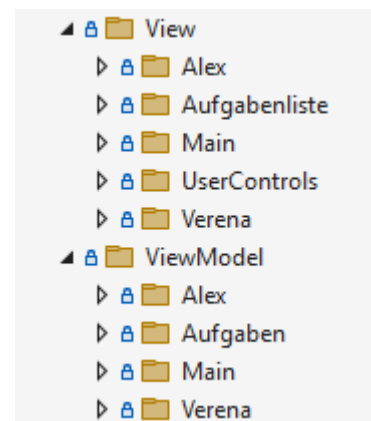 View
Alex
Aufgabenliste
Main
UserControls
Verena
ViewModel
Alex
Aufgaben
Main
Verena